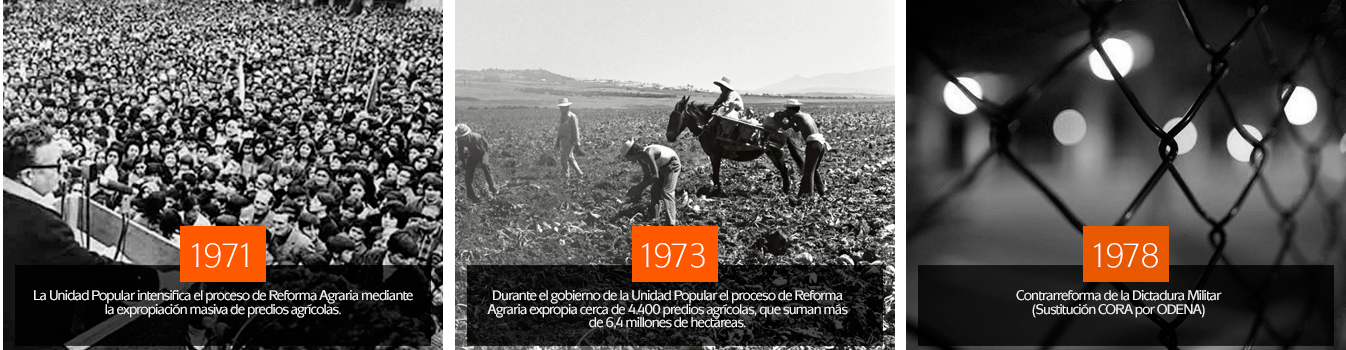 1971
La Unidad Popular intensifica el proceso de Reforma Agraria mediante
la expropiación masiva de predios agrícolas.
1973
Durante el gobierno de la Unidad Popular el proceso de Reforma
Agraria expropia cerca de 4.400 predios agrícolas, que suman más
de 6,4 millones de hectáreas.
1978
Contrarreforma de la Dictadura Militar
(Sustitución CORA por ODENA)